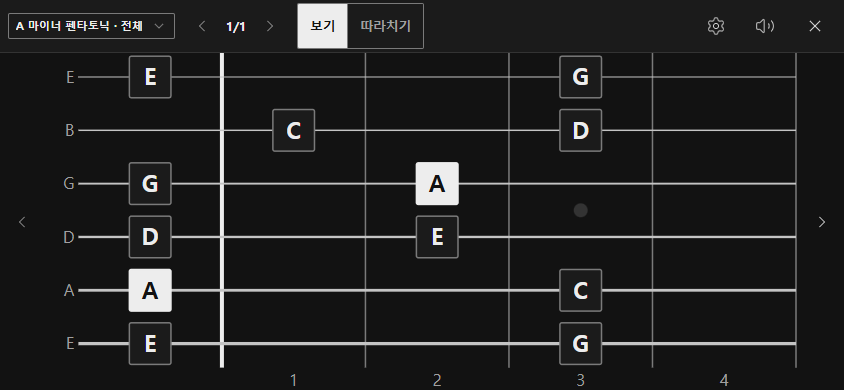 A 마이너 펜타토닉 · 전체 1/1 보기 따라치기
E E G
B C D
G G A
D D E
A A C
E E G
1 2 3 4